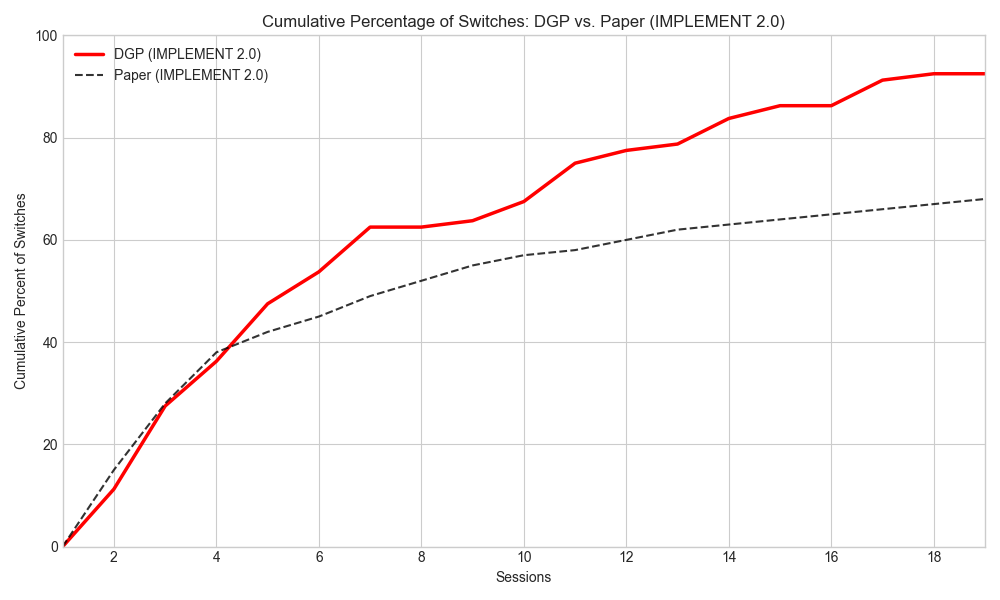 Cumulative Percentage of Switches: DGP vs. Paper (IMPLEMENT 2.0)
DGP (IMPLEMENT 2.0)
Paper (IMPLEMENT 2.0)
Cumulative Percent of Switches
100
80
60
40
20
0
2 4 6 8 10 12 14 16 18
Sessions